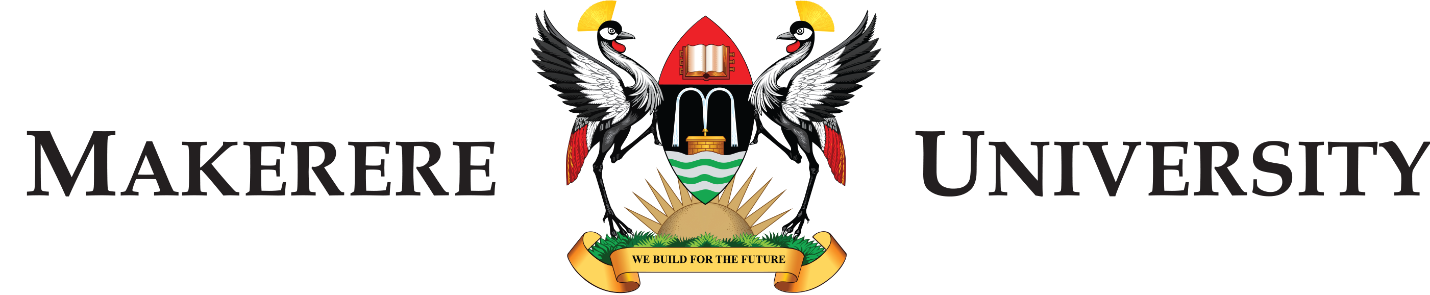 MAKERERE UNIVERSITY
WE BUILD FOR THE FUTURE